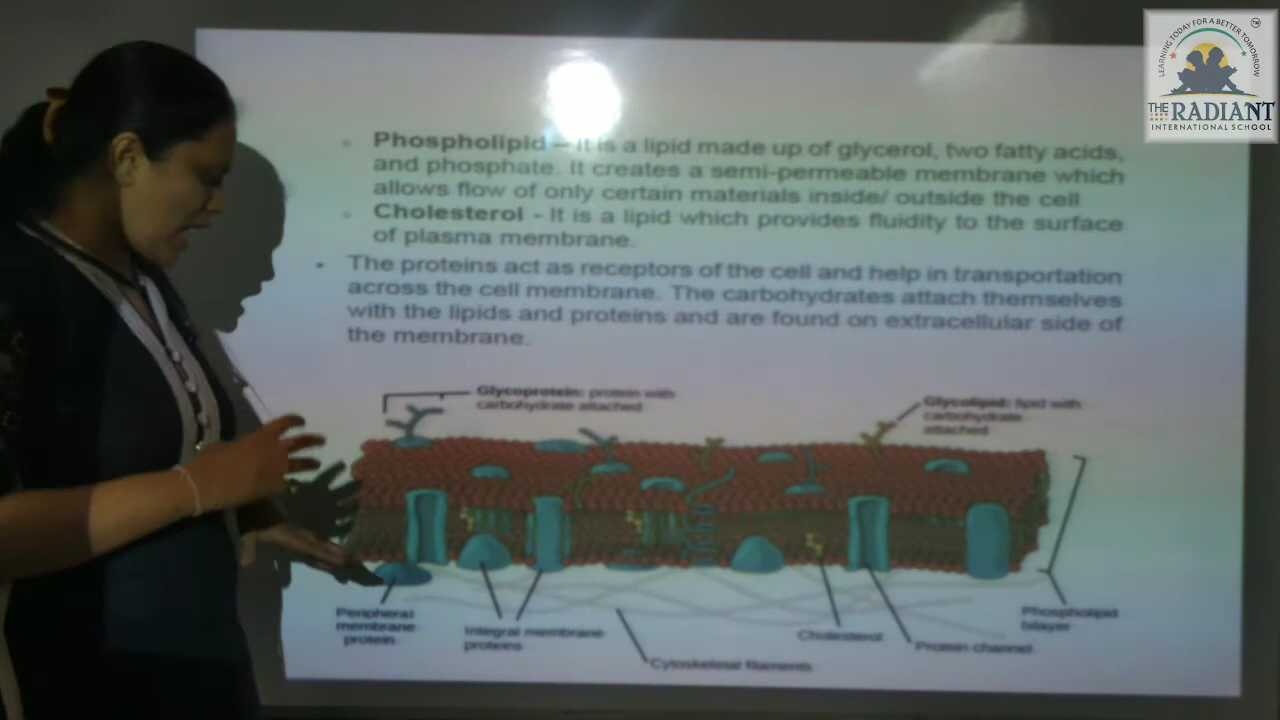 LEARNING TODAY FOR A BETTER TOMORROW
TM
THE RADIANT
INTERNATIONAL SCHOOL
Phospholipid – It is a lipid made up of glycerol, two fatty acids,
and phosphate. It creates a semi-permeable membrane which
allows flow of only certain materials inside/ outside the cell
Cholesterol - It is a lipid which provides fluidity to the surface
of plasma membrane.
• The proteins act as receptors of the cell and help in transportation
across the cell membrane. The carbohydrates attach themselves
with the lipids and proteins and are found on extracellular side of
the membrane.
Glycoprotein: protein with
carbohydrate attached
Glycolipid: lipid with
carbohydrate
attached
Peripheral
membrane
protein
Integral membrane
proteins
Cytoskeletal filaments
Cholesterol
Protein channel
Phospholipid
bilayer